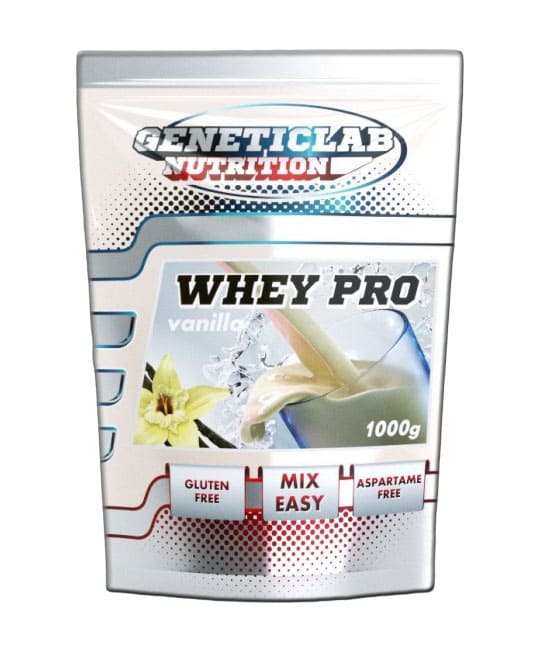 GENETICLAB
NUTRITION
WHEY PRO
vanilla
1000g
GLUTEN
FREE
MIX
EASY
ASPARTAME
FREE